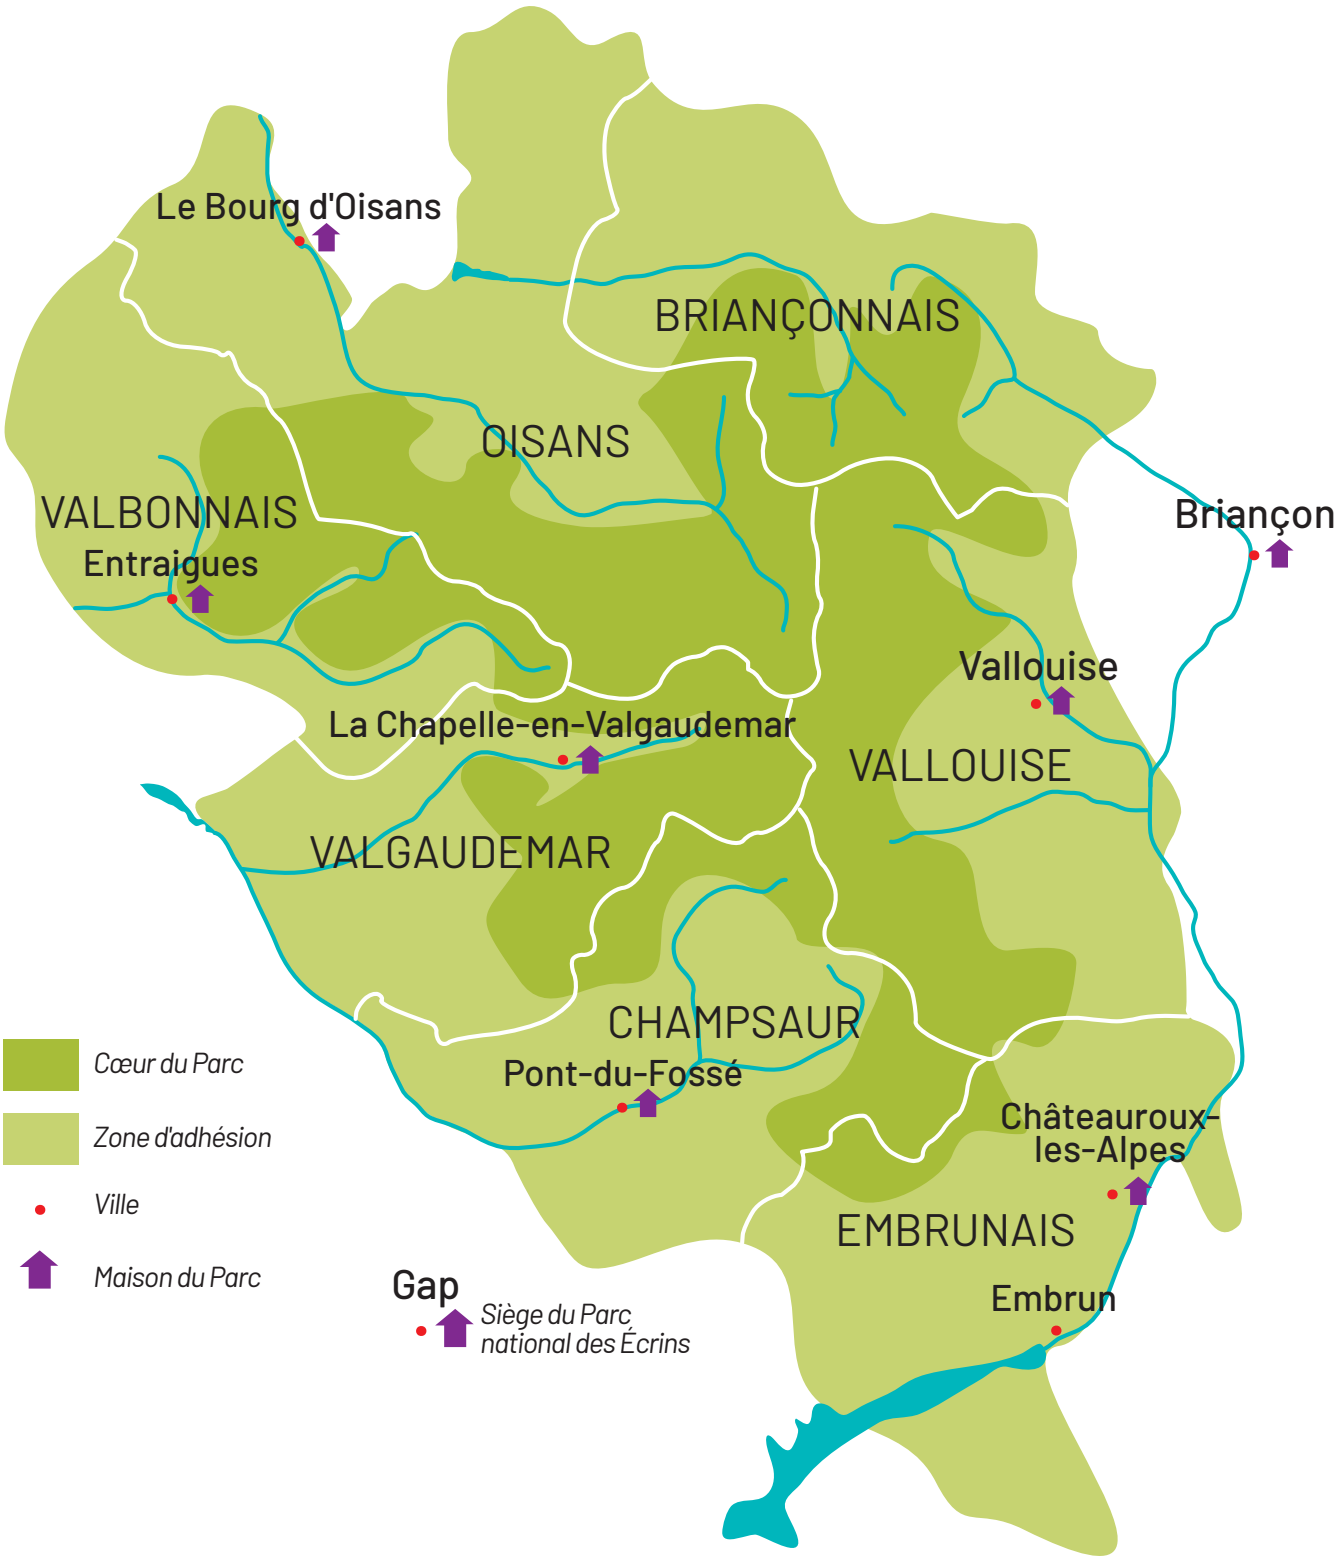 Le Bourg d'Oisans
BRIANÇONNAIS
OISANS
VALBONNAIS
Briançon
Entraigues
Vallouise
La Chapelle-en-Valgaudemar
VALLOUISE
VALGAUDEMAR
CHAMPSAUR
Pont-du-Fossé
Châteauroux-
les-Alpes
EMBRUNAIS
Embrun
Cœur du Parc
Zone d'adhésion
Ville
Maison du Parc
Gap
Siège du Parc
national des Écrins